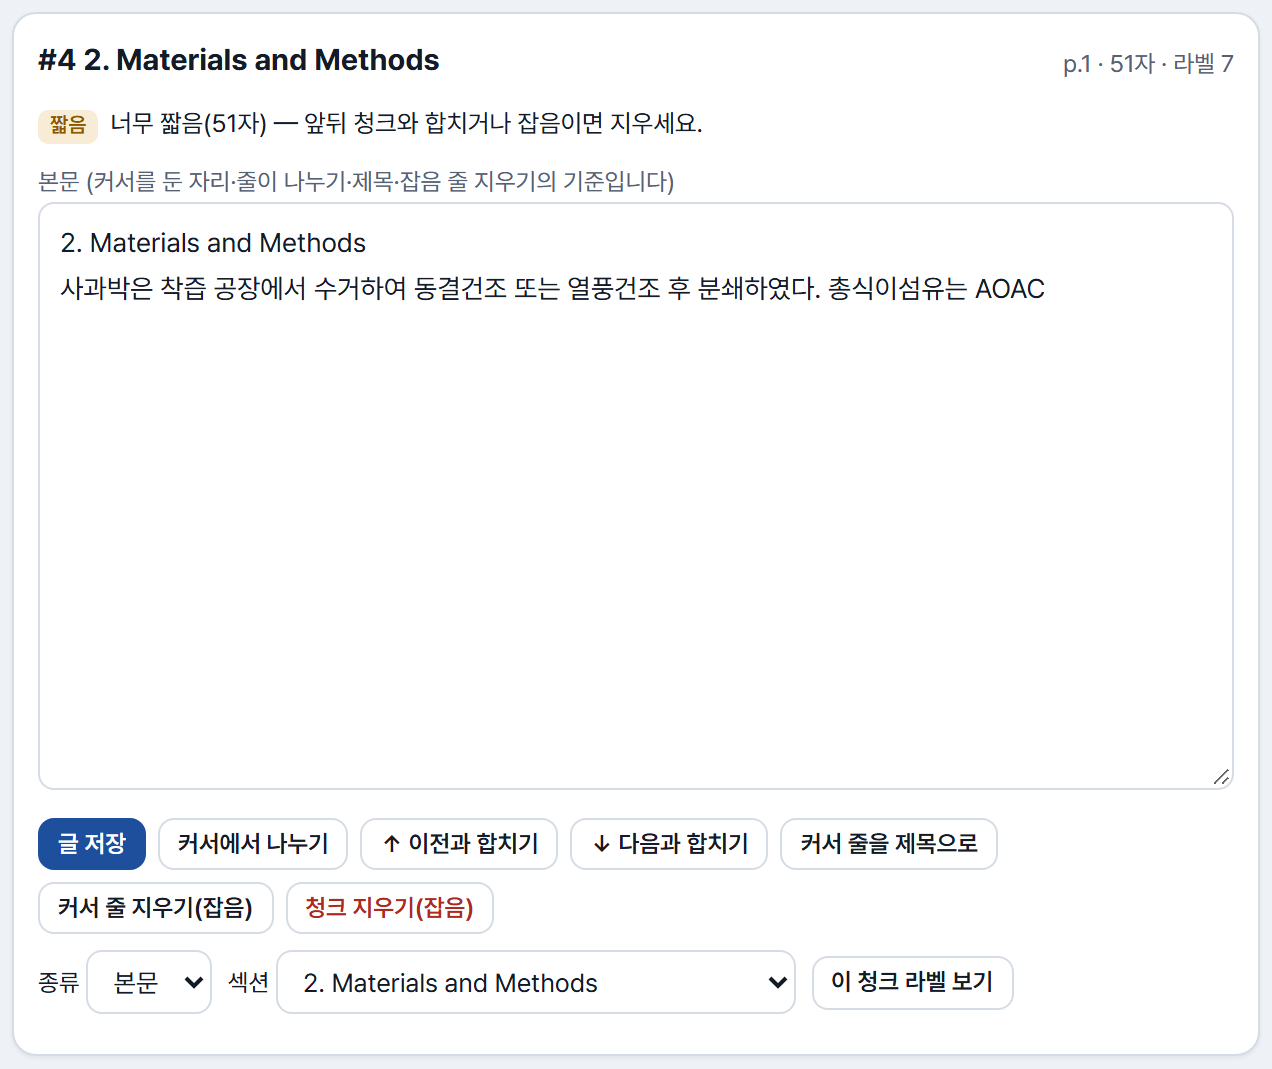 #4 2. Materials and Methods
p.1 · 51자 · 라벨 7
짧음 너무 짧음(51자) — 앞뒤 청크와 합치거나 잡음이면 지우세요.
본문 (커서를 둔 자리·줄이 나누기·제목·잡음 줄 지우기의 기준입니다)
2. Materials and Methods
사과박은 착즙 공장에서 수거하여 동결건조 또는 열풍건조 후 분쇄하였다. 총식이섬유는 AOAC
글 저장 커서에서 나누기 ↑ 이전과 합치기 ↓ 다음과 합치기 커서 줄을 제목으로
커서 줄 지우기(잡음) 청크 지우기(잡음)
종류 본문 섹션 2. Materials and Methods 이 청크 라벨 보기